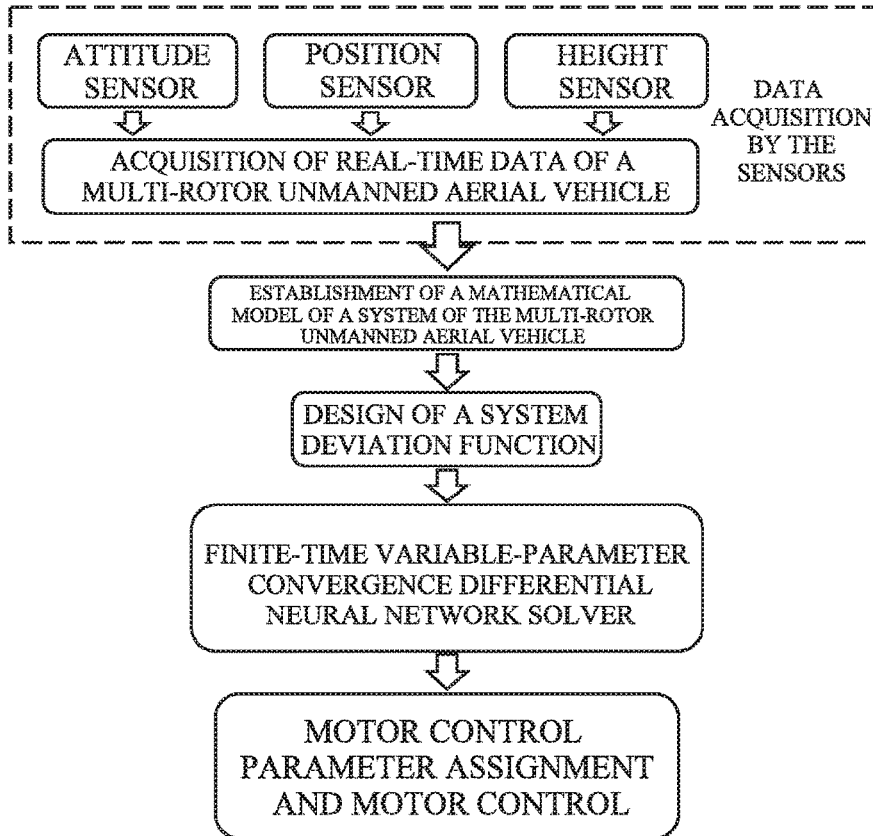 ATTITUDE
SENSOR
POSITION
SENSOR
HEIGHT
SENSOR
DATA
ACQUISITION
BY THE
SENSORS
ACQUISITION OF REAL-TIME DATA OF A
MULTI-ROTOR UNMANNED AERIAL VEHICLE
ESTABLISHMENT OF A MATHEMATICAL
MODEL OF A SYSTEM OF THE MULTI-ROTOR
UNMANNED AERIAL VEHICLE
DESIGN OF A SYSTEM
DEVIATION FUNCTION
FINITE-TIME VARIABLE-PARAMETER
CONVERGENCE DIFFERENTIAL
NEURAL NETWORK SOLVER
MOTOR CONTROL
PARAMETER ASSIGNMENT
AND MOTOR CONTROL